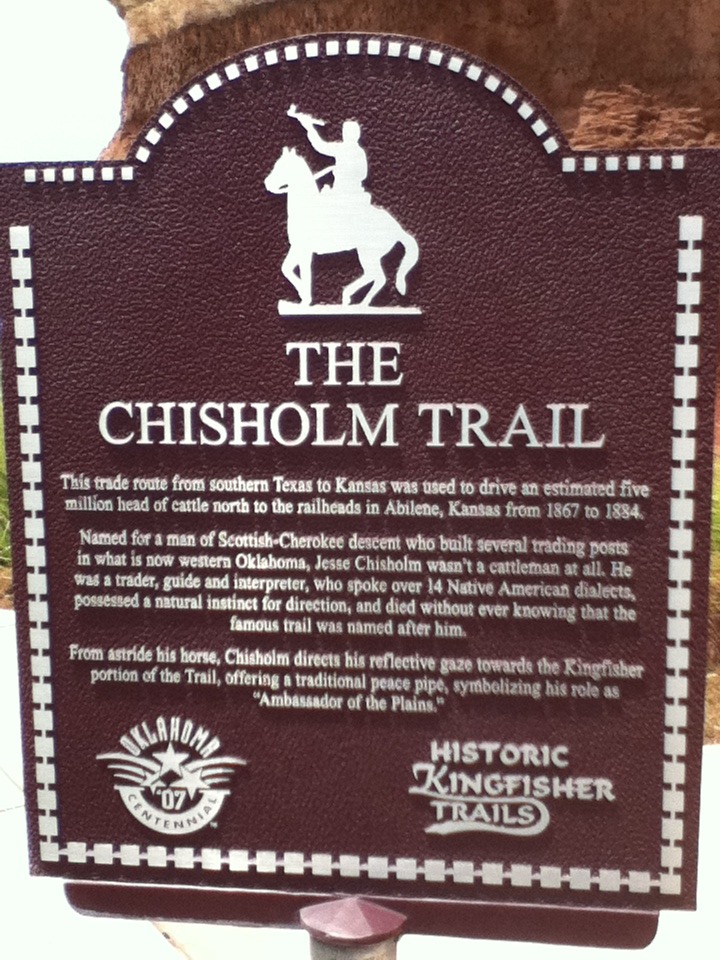 THE
CHISHOLM TRAIL
This trade route from southern Texas to Kansas was used to drive an estimated five
million head of cattle north to the railheads in Abilene, Kansas from 1867 to 1884.
Named for a man of Scottish-Cherokee descent who built several trading posts
in what is now western Oklahoma, Jesse Chisholm wasn't a cattleman at all. He
was a trader, guide and interpreter, who spoke over 14 Native American dialects,
possessed a natural instinct for direction, and died without ever knowing that the
famous trail was named after him.
From astride his horse, Chisholm directs his reflective gaze towards the Kingfisher
portion of the Trail, offering a traditional peace pipe, symbolizing his role as
"Ambassador of the Plains."
OKLAHOMA
'07
CENTENNIAL
HISTORIC
KINGFISHER
TRAILS